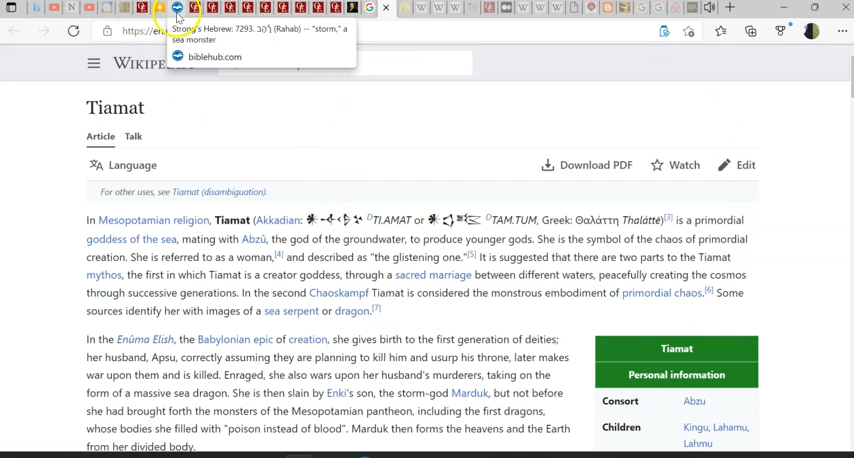 https://en
Strong's Hebrew: 7293. רָ֫הַב (Rahab) -- "storm," a
sea monster
biblehub.com
WIKIPE
Tiamat
Article Talk
Language
Download PDF Watch Edit
For other uses, see Tiamat (disambiguation).
In Mesopotamian religion, Tiamat (Akkadian: DTI.AMAT or DTAM.TUM, Greek: Θαλάττη Thaláttē)[3] is a primordial
goddess of the sea, mating with Abzû, the god of the groundwater, to produce younger gods. She is the symbol of the chaos of primordial
creation. She is referred to as a woman,[4] and described as "the glistening one."[5] It is suggested that there are two parts to the Tiamat
mythos, the first in which Tiamat is a creator goddess, through a sacred marriage between different waters, peacefully creating the cosmos
through successive generations. In the second Chaoskampf Tiamat is considered the monstrous embodiment of primordial chaos.[6] Some
sources identify her with images of a sea serpent or dragon.[7]
In the Enûma Elish, the Babylonian epic of creation, she gives birth to the first generation of deities;
her husband, Apsu, correctly assuming they are planning to kill him and usurp his throne, later makes
war upon them and is killed. Enraged, she also wars upon her husband's murderers, taking on the
form of a massive sea dragon. She is then slain by Enki's son, the storm-god Marduk, but not before
she had brought forth the monsters of the Mesopotamian pantheon, including the first dragons,
whose bodies she filled with "poison instead of blood". Marduk then forms the heavens and the Earth
from her divided body.
Tiamat
Personal information
Consort Abzu
Children Kingu, Lahamu,
Lahmu